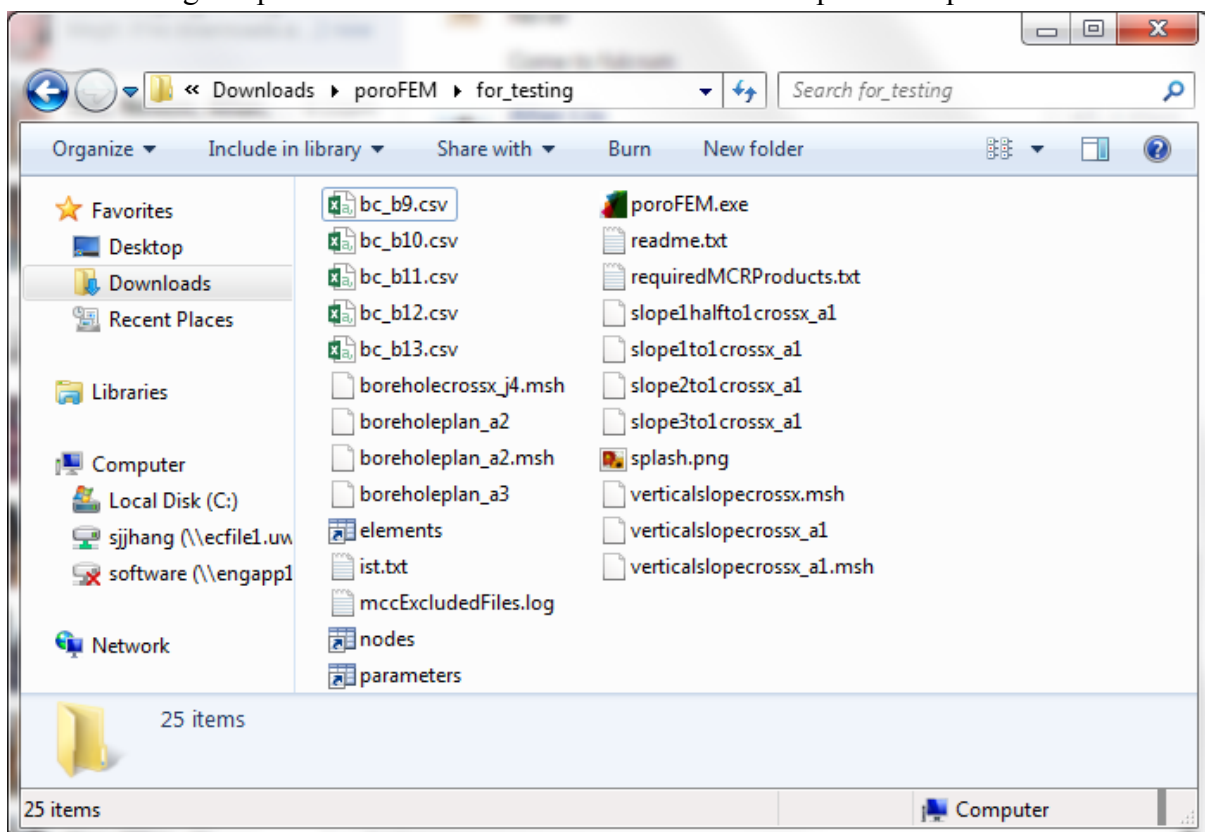 « Downloads ▸ poroFEM ▸ for_testing
Search for_testing
Organize Include in library Share with Burn New folder
Favorites
Desktop
Downloads
Recent Places
Libraries
Computer
Local Disk (C:)
sjjhang (\\ecfile1.uw
software (\\engapp1
Network
bc_b9.csv
bc_b10.csv
bc_b11.csv
bc_b12.csv
bc_b13.csv
boreholecrossx_j4.msh
boreholeplan_a2
boreholeplan_a2.msh
boreholeplan_a3
elements
ist.txt
mccExcludedFiles.log
nodes
parameters
poroFEM.exe
readme.txt
requiredMCRProducts.txt
slope1halfto1crossx_a1
slope1to1crossx_a1
slope2to1crossx_a1
slope3to1crossx_a1
splash.png
verticalslopecrossx.msh
verticalslopecrossx_a1
verticalslopecrossx_a1.msh
25 items
25 items
Computer